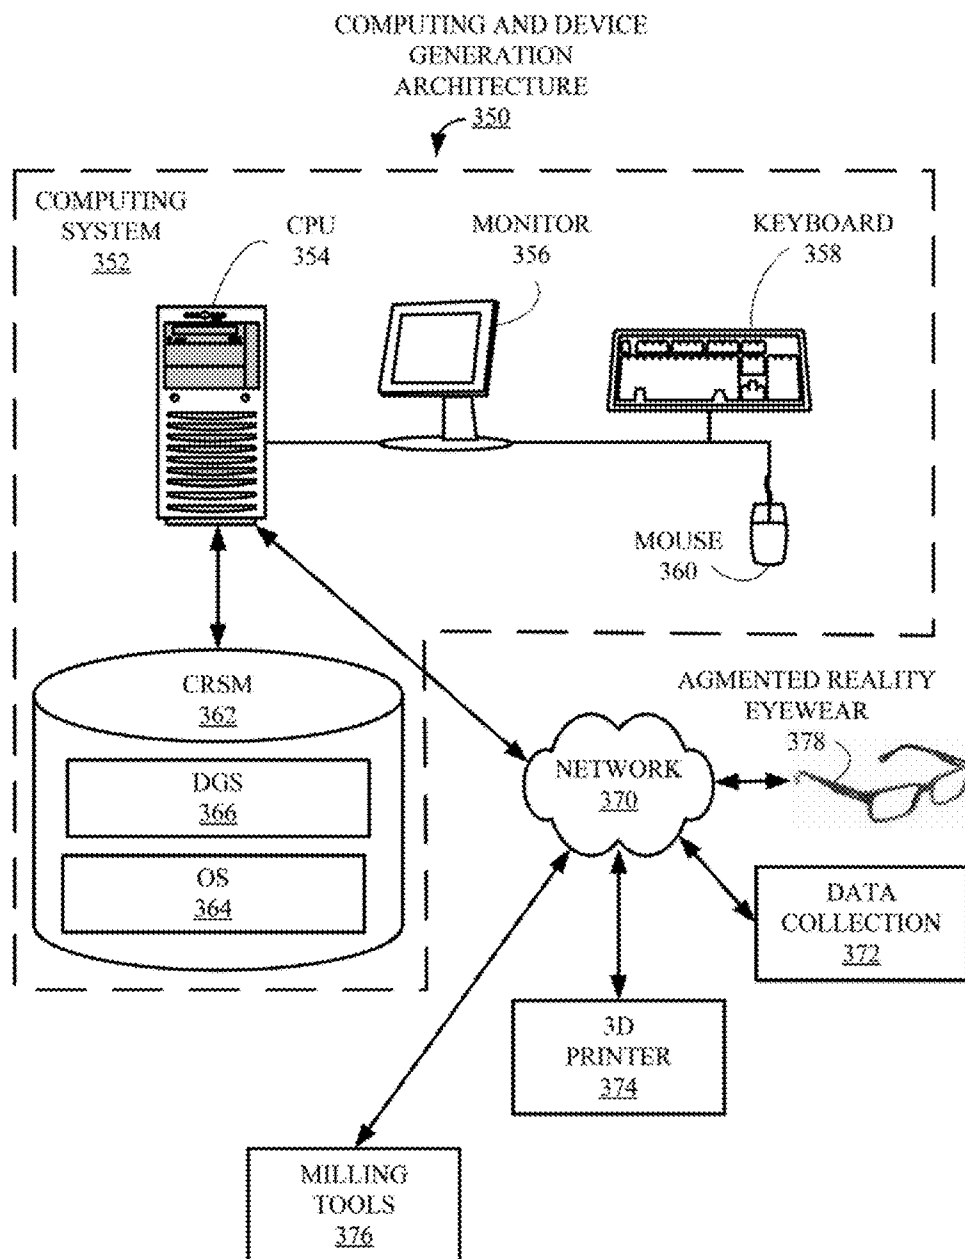 COMPUTING AND DEVICE
GENERATION
ARCHITECTURE
350
COMPUTING
SYSTEM
352
CPU
354
MONITOR
356
KEYBOARD
358
MOUSE
360
CRSM
362
DGS
366
OS
364
NETWORK
370
AGMENTED REALITY
EYEWEAR
378
DATA
COLLECTION
372
3D
PRINTER
374
MILLING
TOOLS
376